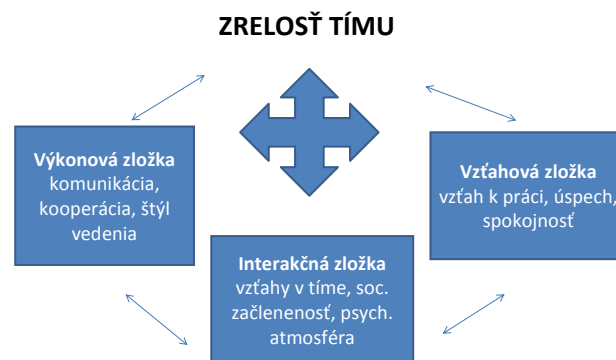 ZRELOSŤ TÍMU
Výkonová zložka
komunikácia,
kooperácia, štýl
vedenia
Vzťahová zložka
vzťah k práci, úspech,
spokojnosť
Interakčná zložka
vzťahy v tíme, soc.
začlenenosť, psych.
atmosféra